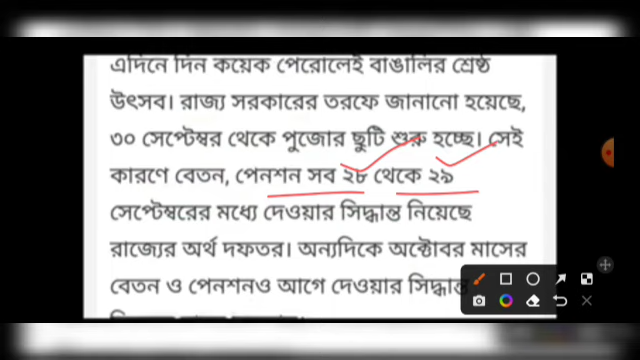 এদিনে দিন কয়েক পেরোলেই বাঙালির শ্রেষ্ঠ
উৎসব। রাজ্য সরকারের তরফে জানানো হয়েছে,
৩০ সেপ্টেম্বর থেকে পুজোর ছুটি শুরু হচ্ছে। সেই
কারণে বেতন, পেনশন সব ২৮ থেকে ২৯
সেপ্টেম্বরের মধ্যে দেওয়ার সিদ্ধান্ত নিয়েছে
রাজ্যের অর্থ দফতর। অন্যদিকে অক্টোবর মাসের
বেতন ও পেনশনও আগে দেওয়ার সিদ্ধান্ত